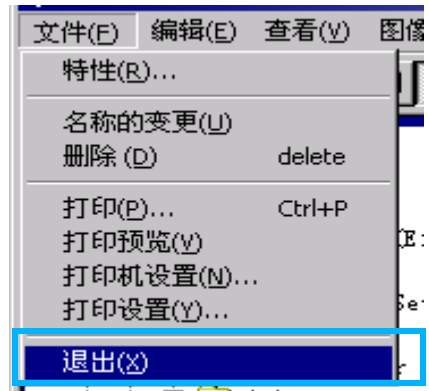 文件(F) 编辑(E) 查看(V) 图像
特性(R)...
名称的变更(U)
删除 (D) delete
打印(P)... Ctrl+P
打印预览(V)
打印机设置(N)...
打印设置(Y)...
退出(X)